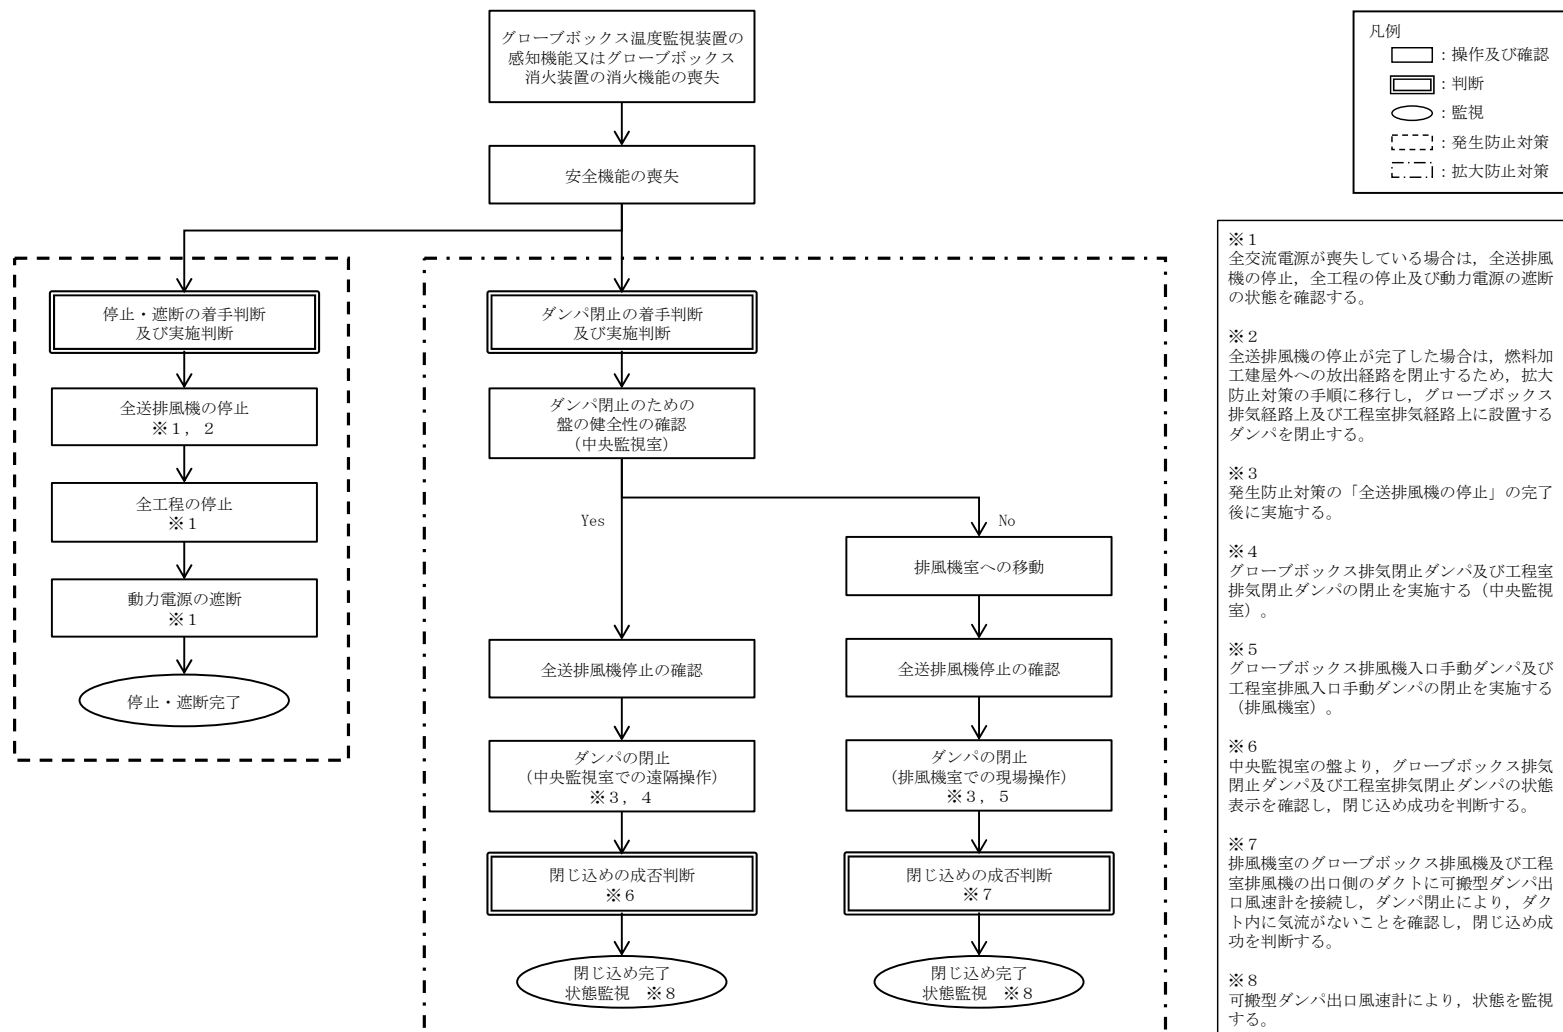 グローブボックス温度監視装置の
感知機能又はグローブボックス
消火装置の消火機能の喪失
安全機能の喪失
停止・遮断の着手判断
及び実施判断
全送排風機の停止
※１，２
全工程の停止
※１
動力電源の遮断
※１
停止・遮断完了
ダンパ閉止の着手判断
及び実施判断
ダンパ閉止のための
盤の健全性の確認
（中央監視室）
Yes
No
全送排風機停止の確認
ダンパの閉止
（中央監視室での遠隔操作）
※３，４
閉じ込めの成否判断
※６
閉じ込め完了
状態監視　※８
排風機室への移動
全送排風機停止の確認
ダンパの閉止
（排風機室での現場操作）
※３，５
閉じ込めの成否判断
※７
閉じ込め完了
状態監視　※８
凡例
：操作及び確認
：判断
：監視
：発生防止対策
：拡大防止対策
※１
全交流電源が喪失している場合は，全送排風
機の停止，全工程の停止及び動力電源の遮断
の状態を確認する。
※２
全送排風機の停止が完了した場合は，燃料加
工建屋外への放出経路を閉止するため，拡大
防止対策の手順に移行し，グローブボックス
排気経路上及び工程室排気経路上に設置する
ダンパを閉止する。
※３
発生防止対策の「全送排風機の停止」の完了
後に実施する。
※４
グローブボックス排気閉止ダンパ及び工程室
排気閉止ダンパの閉止を実施する（中央監視
室）。
※５
グローブボックス排風機入口手動ダンパ及び
工程室排風入口手動ダンパの閉止を実施する
（排風機室）。
※６
中央監視室の盤より，グローブボックス排気
閉止ダンパ及び工程室排気閉止ダンパの状態
表示を確認し，閉じ込め成功を判断する。
※７
排風機室のグローブボックス排風機及び工程
室排風機の出口側のダクトに可搬型ダンパ出
口風速計を接続し，ダンパ閉止により，ダク
ト内に気流がないことを確認し，閉じ込め成
功を判断する。
※８
可搬型ダンパ出口風速計により，状態を監視
する。